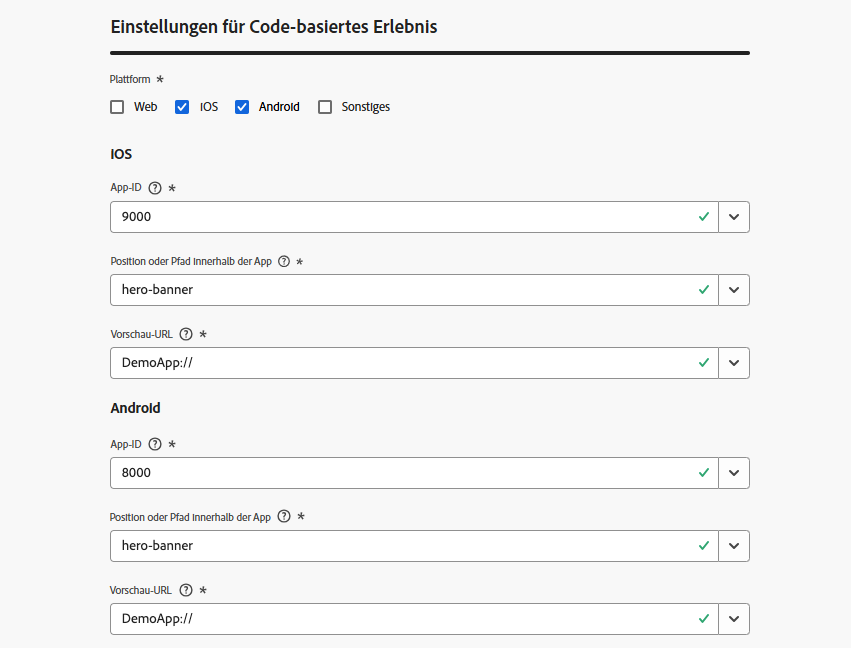 Einstellungen für Code-basiertes Erlebnis
Plattform *
Web iOS Android Sonstiges
IOS
App-ID ? *
9000
Position oder Pfad innerhalb der App ? *
hero-banner
Vorschau-URL ? *
DemoApp://
Android
App-ID ? *
8000
Position oder Pfad innerhalb der App ? *
hero-banner
Vorschau-URL ? *
DemoApp://